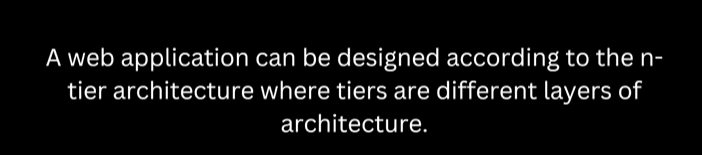 A web application can be designed according to the n-
tier architecture where tiers are different layers of
architecture.